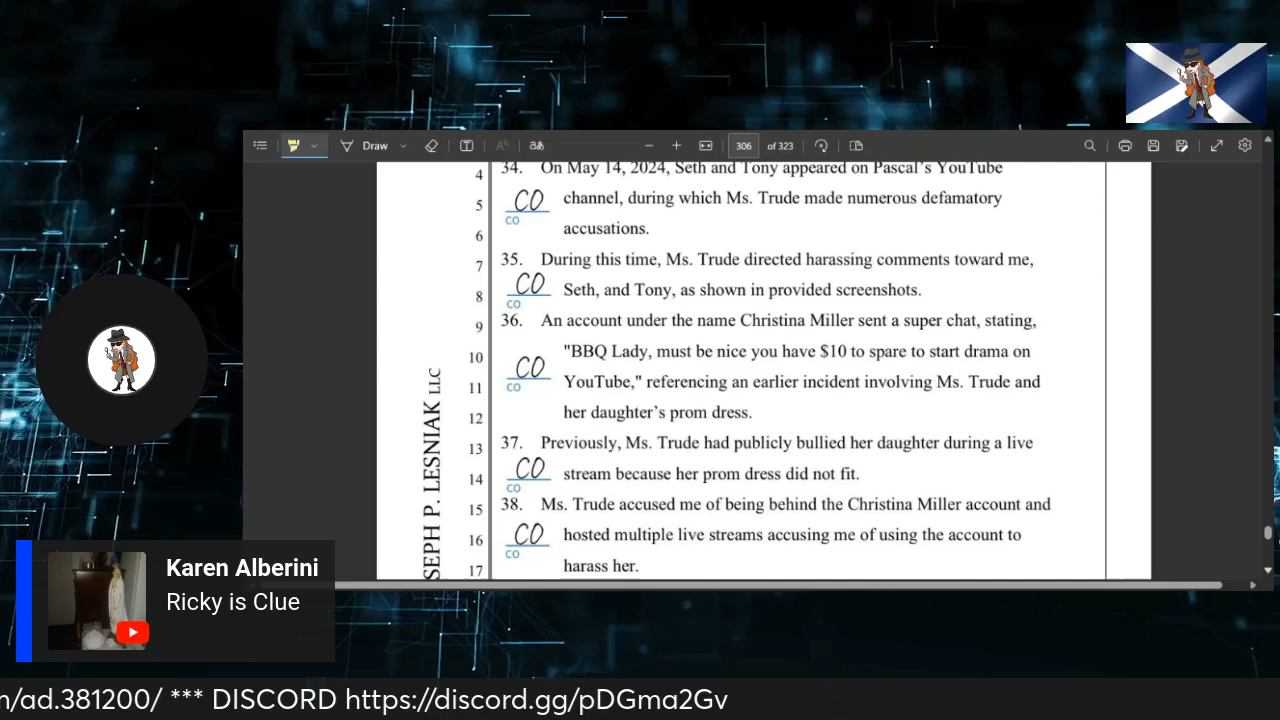 Draw
306
of 323
aあ
4
34. On May 14, 2024, Seth and Tony appeared on Pascal's YouTube
5
CO
channel, during which Ms. Trude made numerous defamatory
CO
6
accusations.
7
35. During this time, Ms. Trude directed harassing comments toward me,
8
CO
Seth, and Tony, as shown in provided screenshots.
CO
9
36. An account under the name Christina Miller sent a super chat, stating,
10
"BBQ Lady, must be nice you have $10 to spare to start drama on
CO
11
YouTube," referencing an earlier incident involving Ms. Trude and
CO
12
her daughter's prom dress.
13
37. Previously, Ms. Trude had publicly bullied her daughter during a live
14
CO
stream because her prom dress did not fit.
CO
15
38. Ms. Trude accused me of being behind the Christina Miller account and
16
CO
hosted multiple live streams accusing me of using the account to
CO
17
harass her.
SEPH P. LESNIAK LLC
Karen Alberini
Ricky is Clue
m/ad.381200/ *** DISCORD https://discord.gg/pDGma2Gv